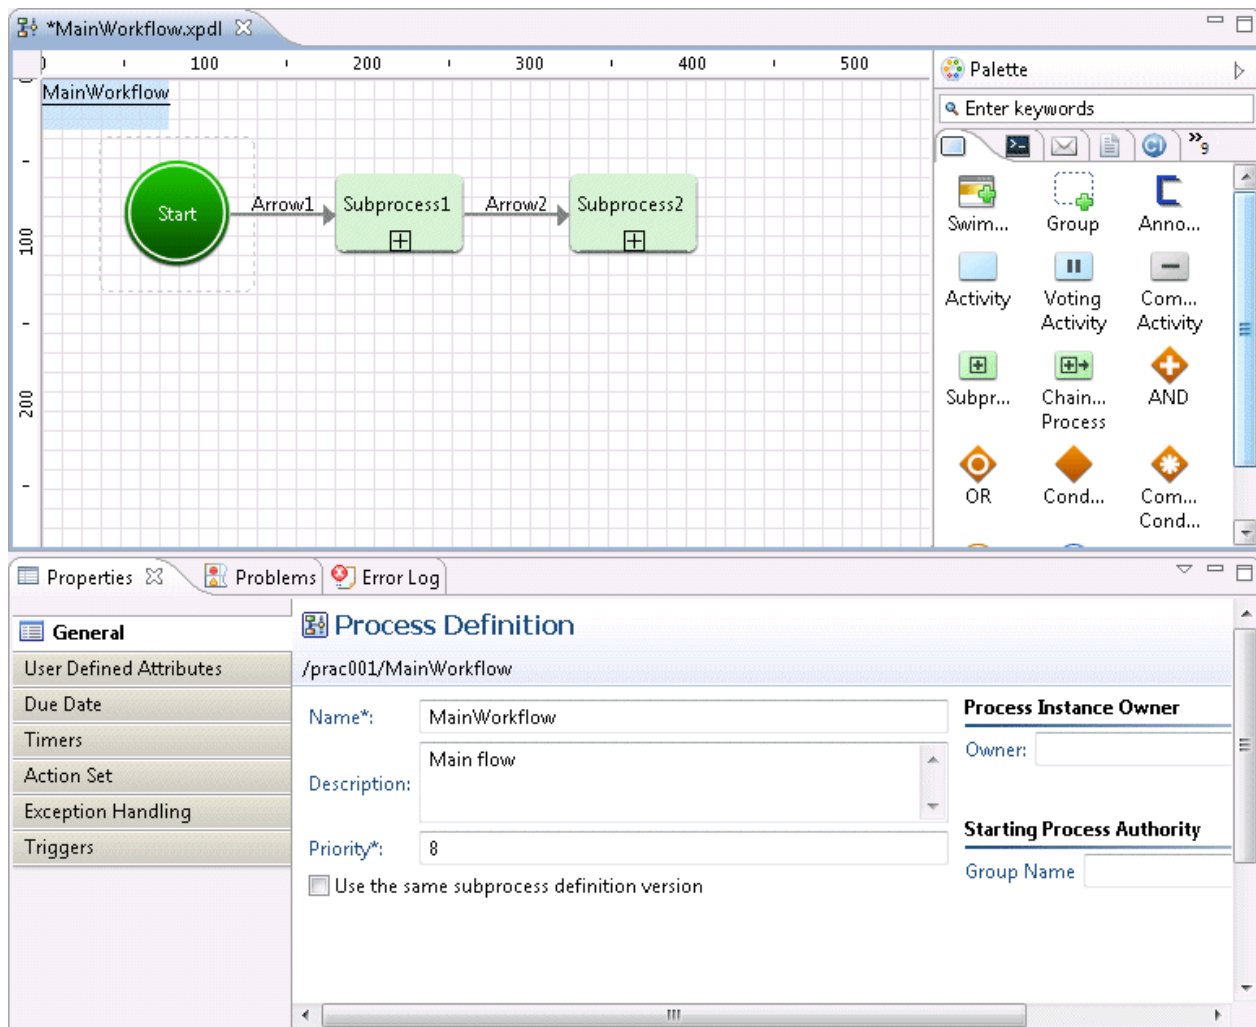 *MainWorkflow.xpdl
0 100 200 300 400 500
MainWorkflow
Start
Arrow1
Subprocess1
Arrow2
Subprocess2
100
200
Palette
Enter keywords
9
Swim...
Group
Anno...
Activity
Voting
Activity
Com...
Activity
Subpr...
Chain...
Process
AND
OR
Cond...
Com...
Cond...
Properties
Problems
Error Log
General
User Defined Attributes
Due Date
Timers
Action Set
Exception Handling
Triggers
Process Definition
/prac001/MainWorkflow
Name*: MainWorkflow
Description: Main flow
Priority*: 8
Use the same subprocess definition version
Process Instance Owner
Owner:
Starting Process Authority
Group Name